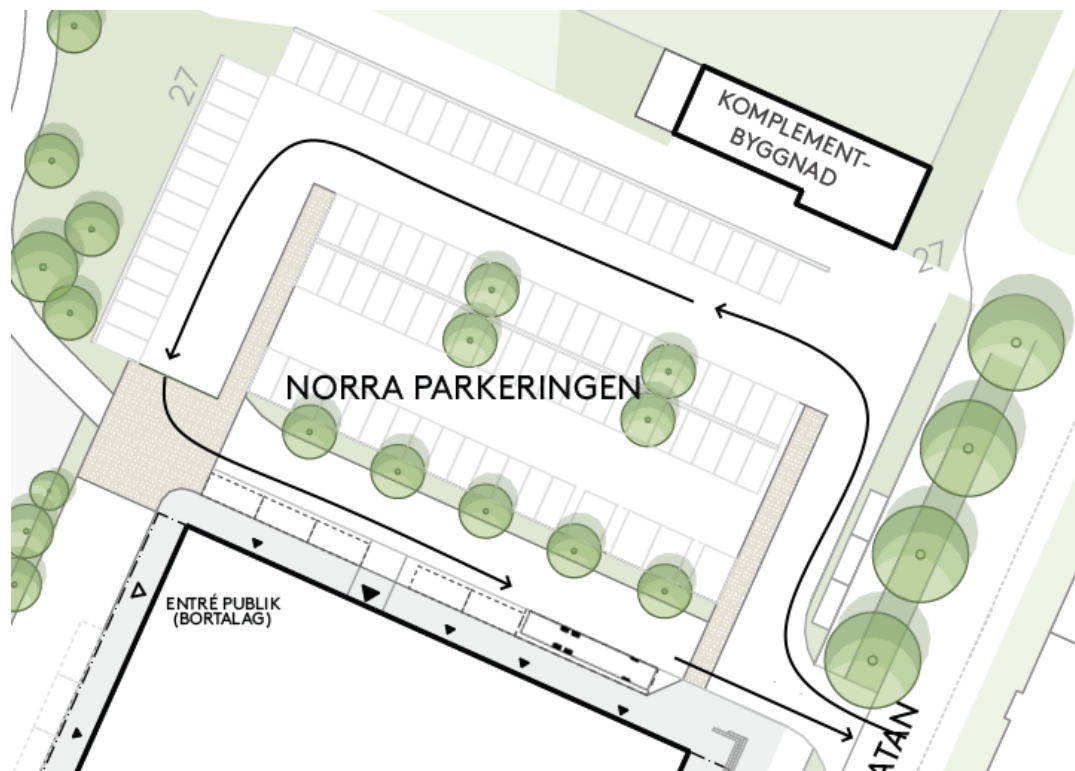 27
KOMPLEMENT-
BYGGNAD
27
NORRA PARKERINGEN
ENTRÉ PUBLIK
(BORTALAG)
ATAN